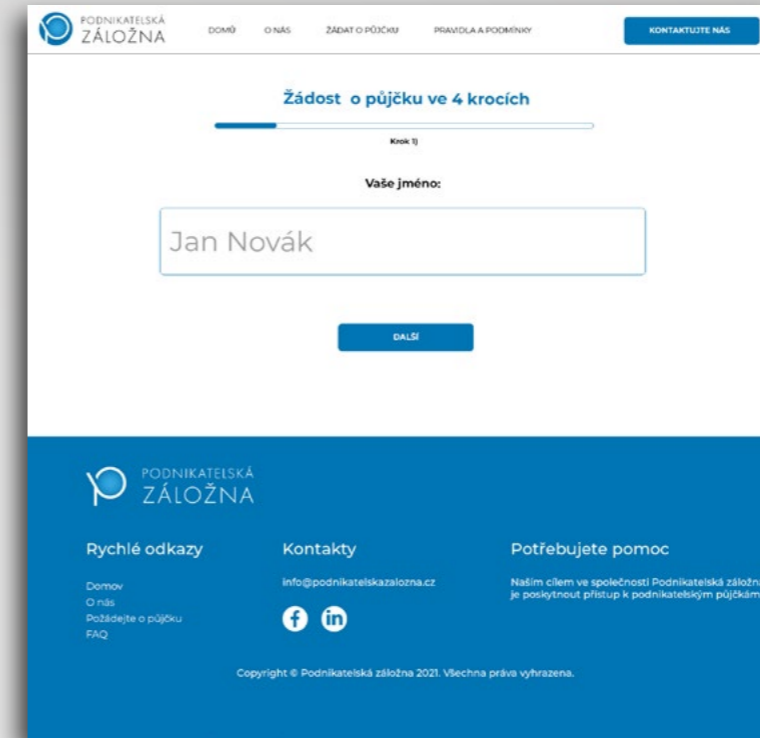 PODNIKATELSKÁ
ZÁLOŽNA
DOMŮ O NÁS ŽÁDAT O PŮJČKU PRAVIDLA A PODMÍNKY KONTAKTUJTE NÁS
Žádost o půjčku ve 4 krocích
Krok 1)
Vaše jméno:
Jan Novák
DALŠÍ
PODNIKATELSKÁ
ZÁLOŽNA
Rychlé odkazy
Domov
O nás
Požádejte o půjčku
FAQ
Kontakty
info@podnikatelskazalozna.cz
Potřebujete pomoc
Naším cílem ve společnosti Podnikatelská záložna
je poskytnout přístup k podnikatelským půjčkám
Copyright © Podnikatelská záložna 2021. Všechna práva vyhrazena.